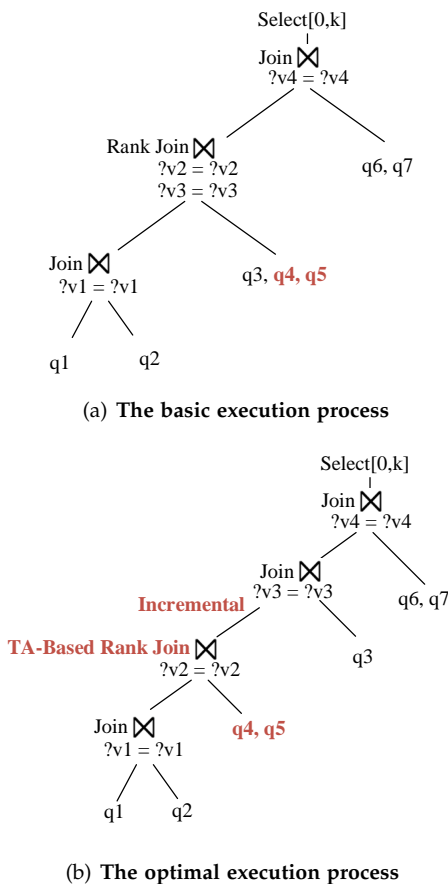 Select[0,k]
Join
?v4 = ?v4
Rank Join
?v2 = ?v2
?v3 = ?v3
q6, q7
Join
?v1 = ?v1
q3, q4, q5
q1
q2
(a) The basic execution process
Select[0,k]
Join
?v4 = ?v4
Join
?v3 = ?v3
Incremental
q6, q7
TA-Based Rank Join
?v2 = ?v2
q3
Join
?v1 = ?v1
q4, q5
q1
q2
(b) The optimal execution process